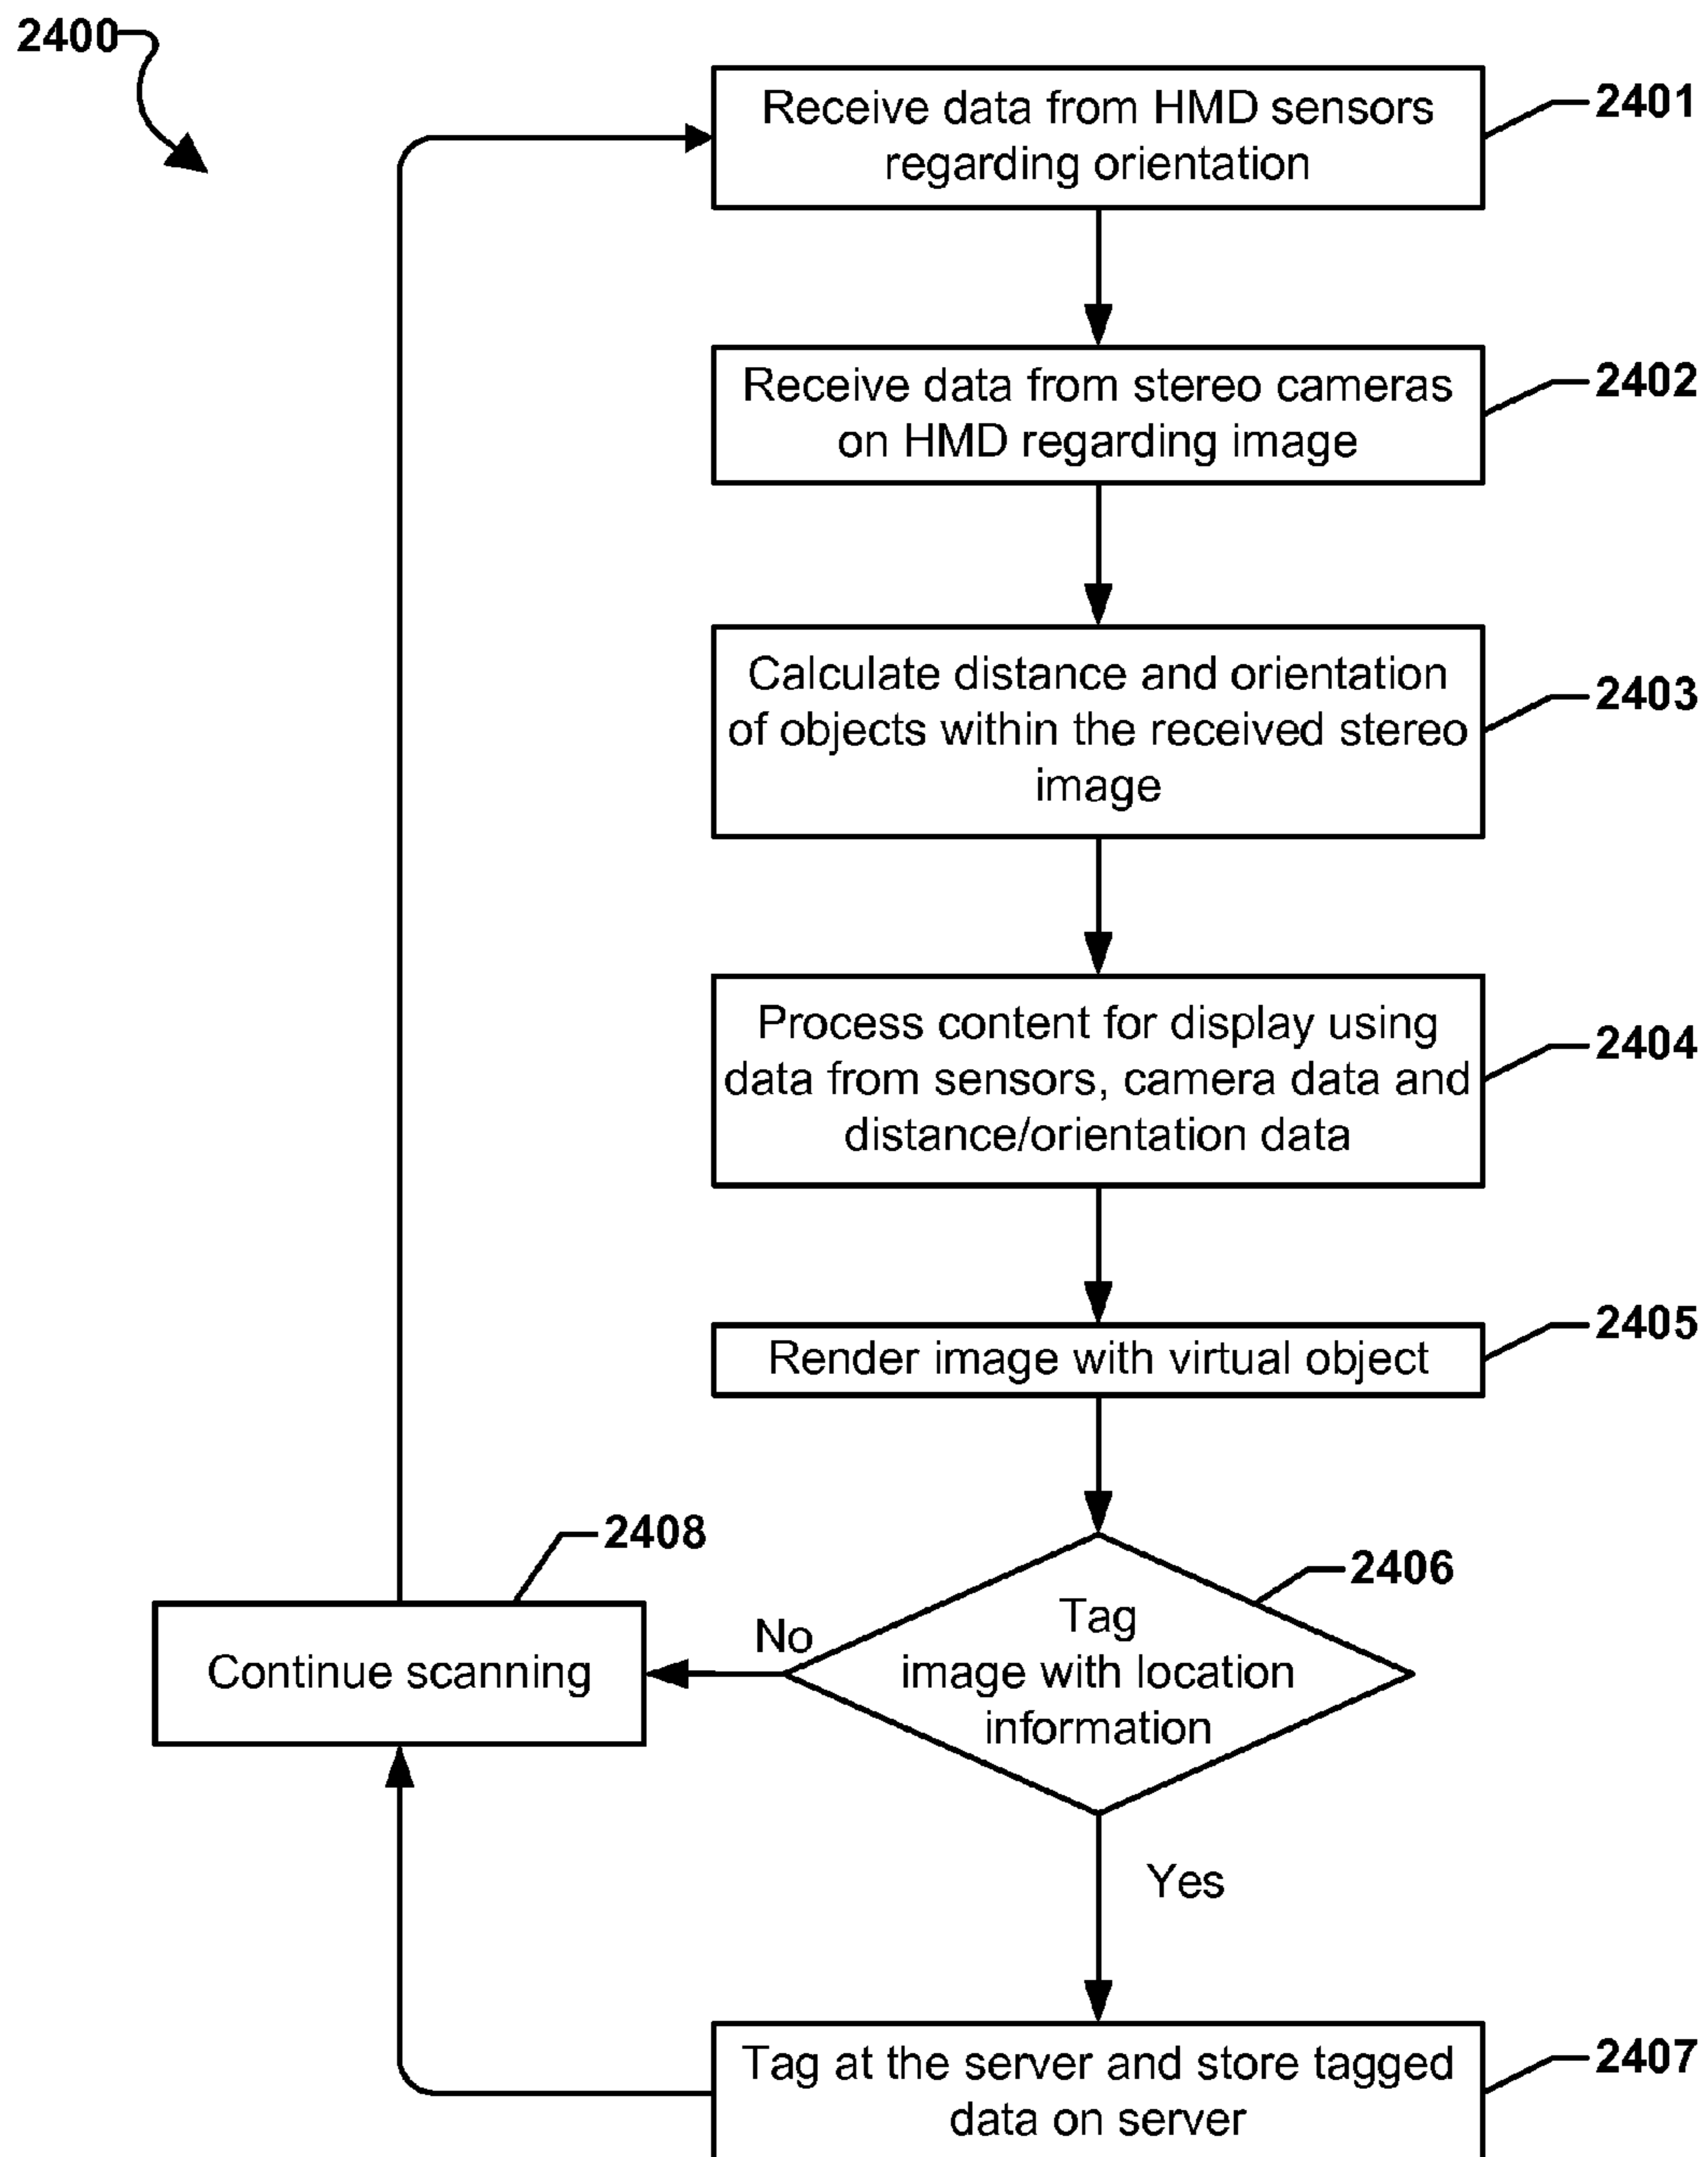 2400
Receive data from HMD sensors
regarding orientation
2401
Receive data from stereo cameras
on HMD regarding image
2402
Calculate distance and orientation
of objects within the received stereo
image
2403
Process content for display using
data from sensors, camera data and
distance/orientation data
2404
Render image with virtual object
2405
Tag
image with location
information
2406
No
Continue scanning
2408
Yes
Tag at the server and store tagged
data on server
2407